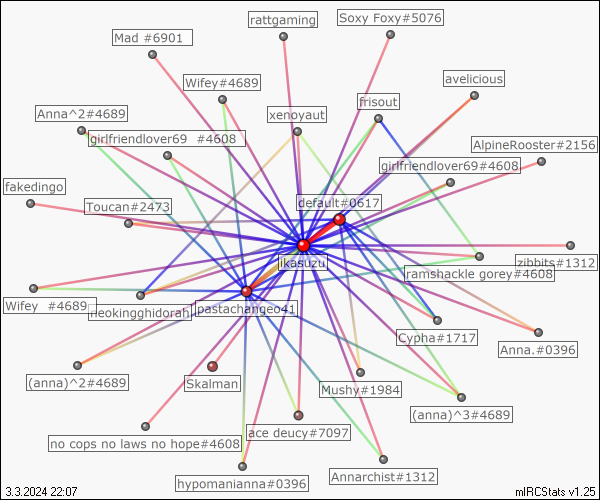 rattgaming
Soxy Foxy#5076
Mad #6901
Wifey#4689
avelicious
frisout
Anna^2#4689
xenoyaut
girlfriendlover69 #4608
AlpineRooster#2156
girlfriendlover69#4608
fakedingo
default#0617
Toucan#2473
jikasuzu
zibbits#1312
ramshackle gorey#4608
Wifey #4689
neokingghidorah
pastachangeo41
Cypha#1717
Anna.#0396
(anna)^2#4689
Skalman
Mushy#1984
(anna)^3#4689
no cops no laws no hope#4608
ace deucy#7097
hypomanianna#0396
Annarchist#1312
3.3.2024 22:07
mIRCStats v1.25